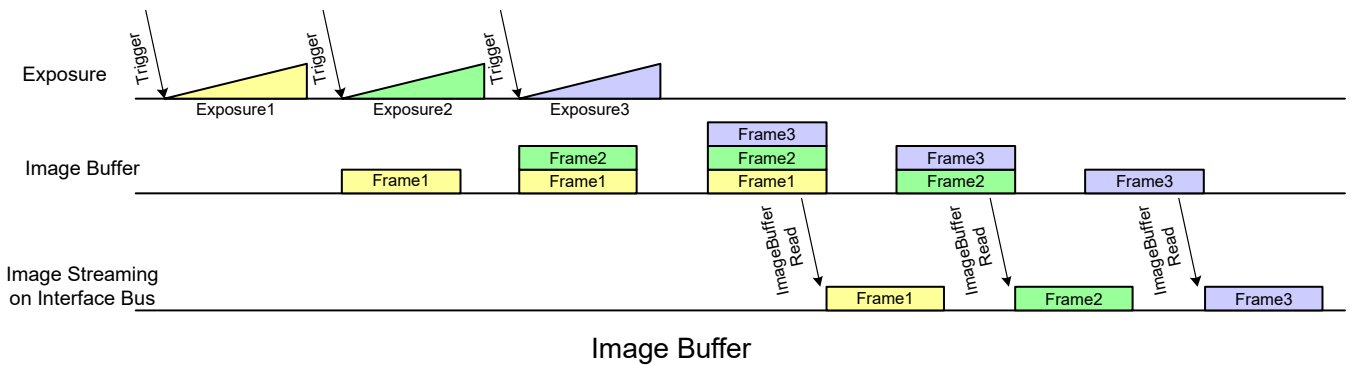 Trigger
Trigger
Trigger
Exposure
Exposure1
Exposure2
Exposure3
Frame3
Frame2
Frame2
Frame3
Image Buffer
Frame1
Frame1
Frame1
Frame2
Frame3
ImageBuffer
Read
ImageBuffer
Read
ImageBuffer
Read
Image Streaming
on Interface Bus
Frame1
Frame2
Frame3
Image Buffer